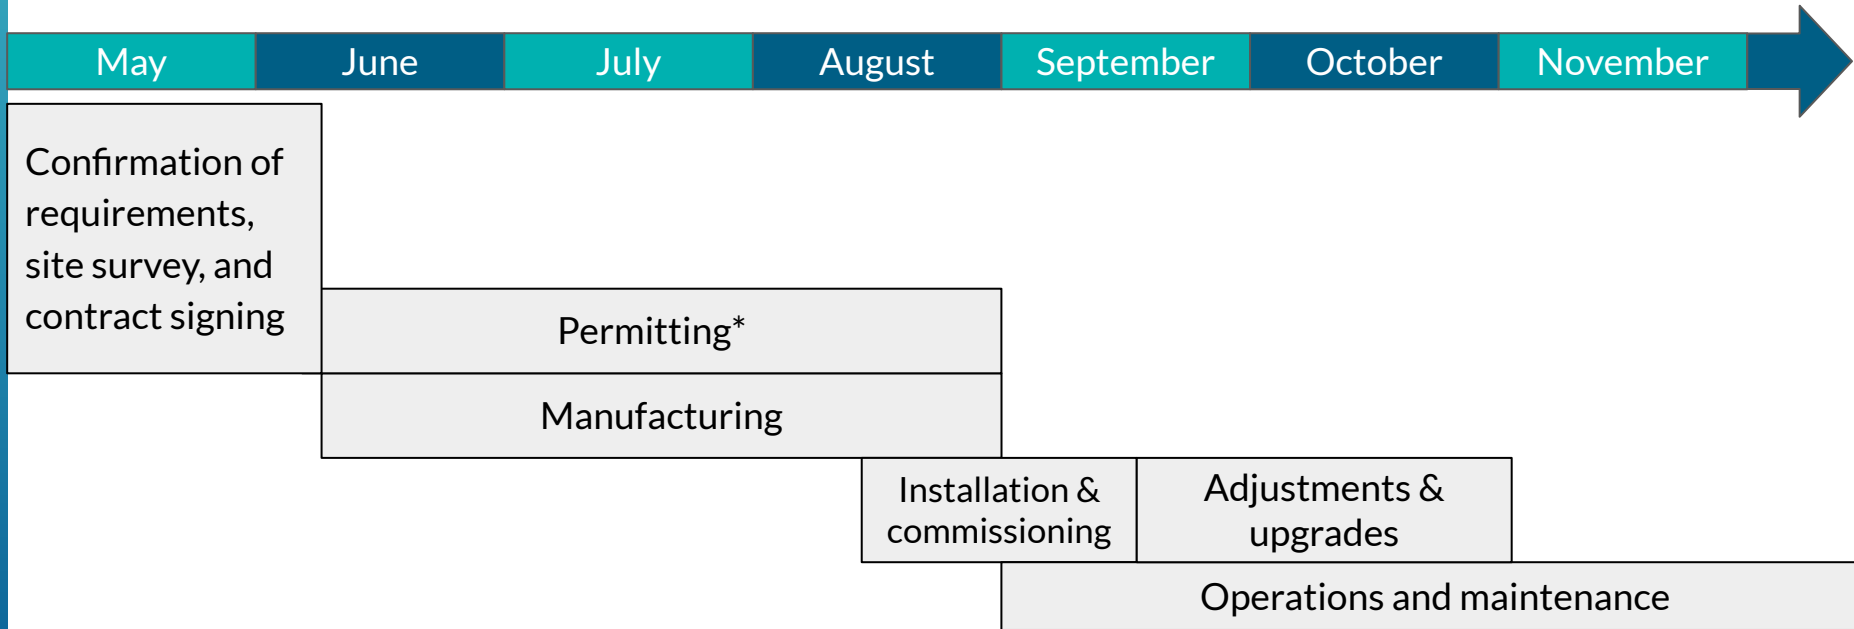 May
June
July
August
September
October
November
Confirmation of
requirements,
site survey, and
contract signing
Permitting*
Manufacturing
Installation &
commissioning
Adjustments &
upgrades
Operations and maintenance